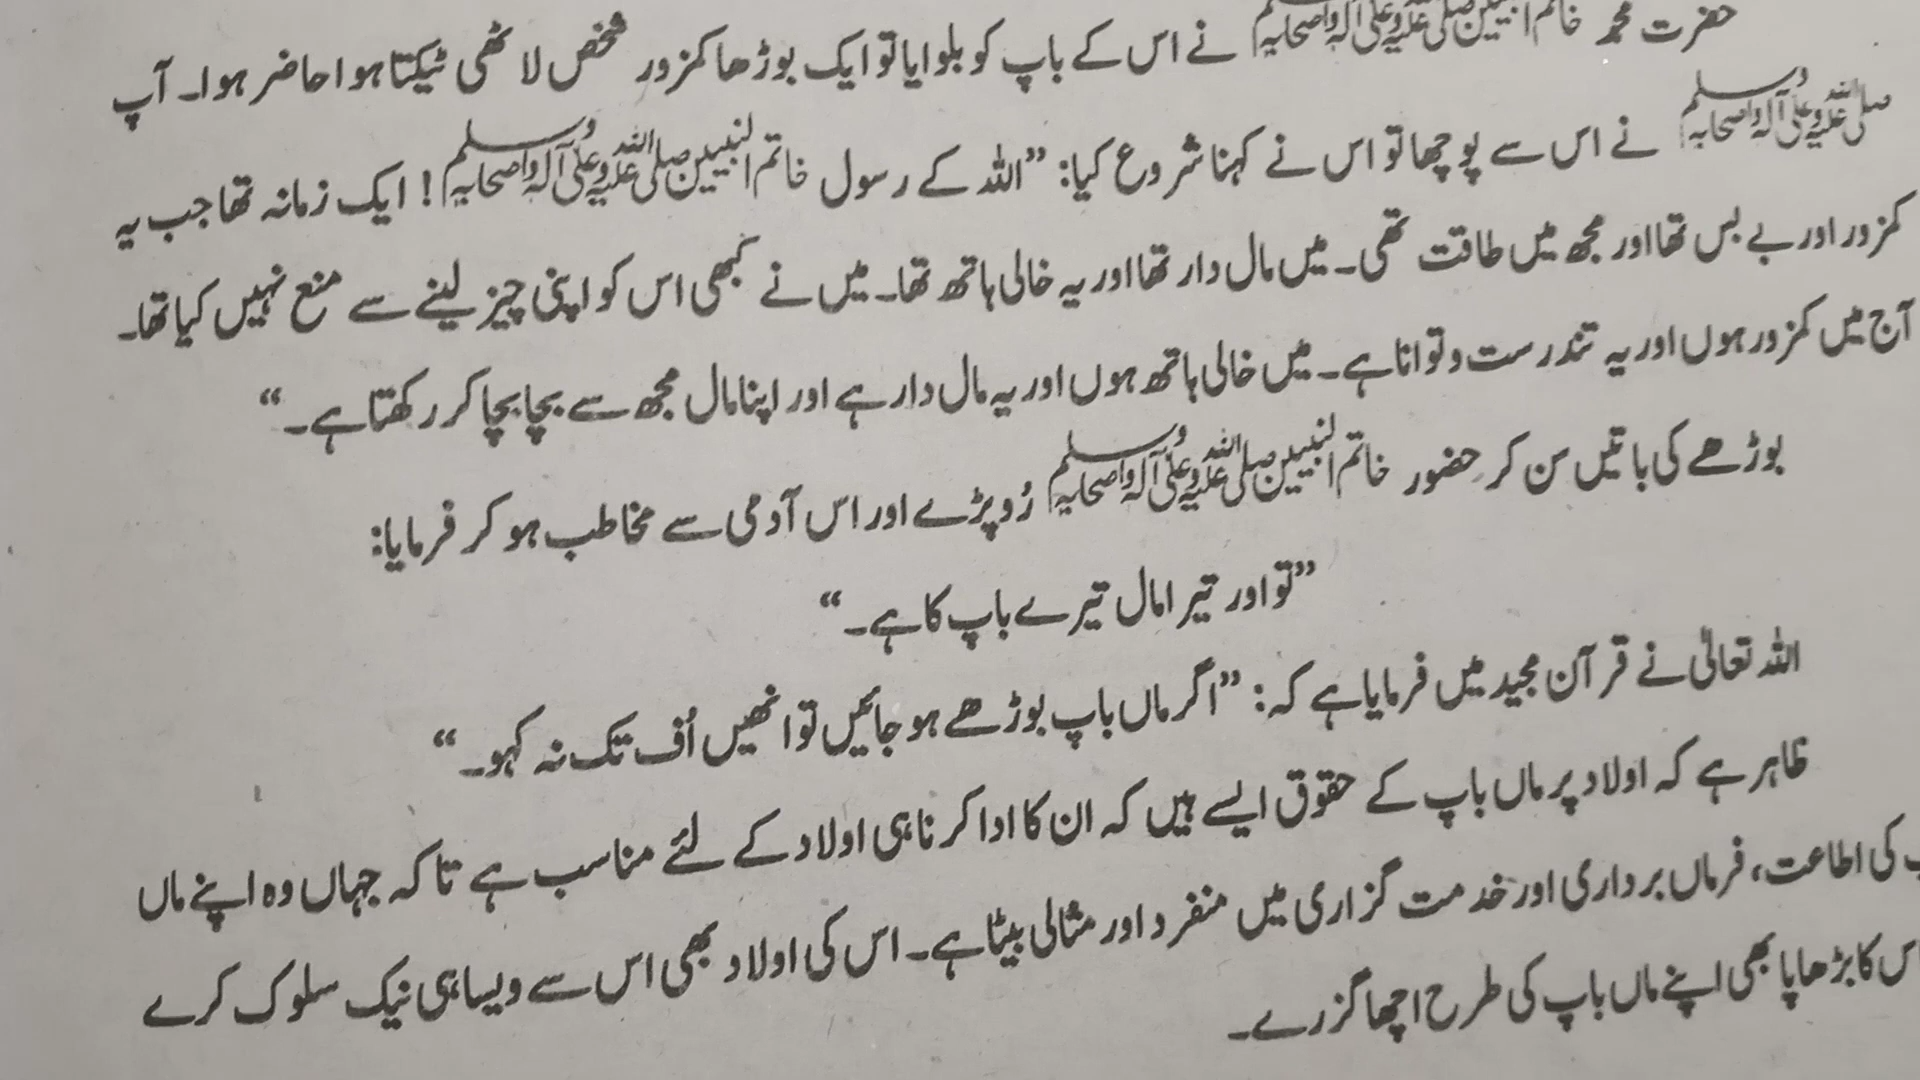 حضرت محمد خاتم النبیین صلی اللہ علیہ وعلیٰ آلہ واصحابہ وسلم نے اس کے باپ کو بلوایا تو ایک بوڑھا کمزور شخص لاٹھی ٹیکتا ہوا حاضر ہوا۔ آپ
صلی اللہ علیہ وعلیٰ آلہ واصحابہ وسلم نے اس سے پوچھا تو اس نے کہنا شروع کیا: ”اللہ کے رسول خاتم النبیین صلی اللہ علیہ وعلیٰ آلہ واصحابہ وسلم! ایک زمانہ تھا جب یہ
کمزور اور بے بس تھا اور مجھ میں طاقت تھی۔ میں مال دار تھا اور یہ خالی ہاتھ تھا۔ میں نے کبھی اس کو اپنی چیز لینے سے منع نہیں کیا تھا۔
آج میں کمزور ہوں اور یہ تندرست و توانا ہے۔ میں خالی ہاتھ ہوں اور یہ مال دار ہے اور اپنا مال مجھ سے بچا بچا کر رکھتا ہے۔“
بوڑھے کی باتیں سن کر حضور خاتم النبیین صلی اللہ علیہ وعلیٰ آلہ واصحابہ وسلم رُو پڑے اور اس آدمی سے مخاطب ہو کر فرمایا:
”تو اور تیرا مال تیرے باپ کا ہے۔“
اللہ تعالیٰ نے قرآن مجید میں فرمایا ہے کہ: ”اگر ماں باپ بوڑھے ہو جائیں تو انھیں اُف تک نہ کہو۔“
ظاہر ہے کہ اولاد پر ماں باپ کے حقوق ایسے ہیں کہ ان کا ادا کرنا ہی اولاد کے لئے مناسب ہے تاکہ جہاں وہ اپنے ماں
کی اطاعت، فرماں برداری اور خدمت گزاری میں منفرد اور مثالی بیٹا ہے۔ اس کی اولاد بھی اس سے ویسا ہی نیک سلوک کرے
اس کا بڑھاپا بھی اپنے ماں باپ کی طرح اچھا گزرے۔